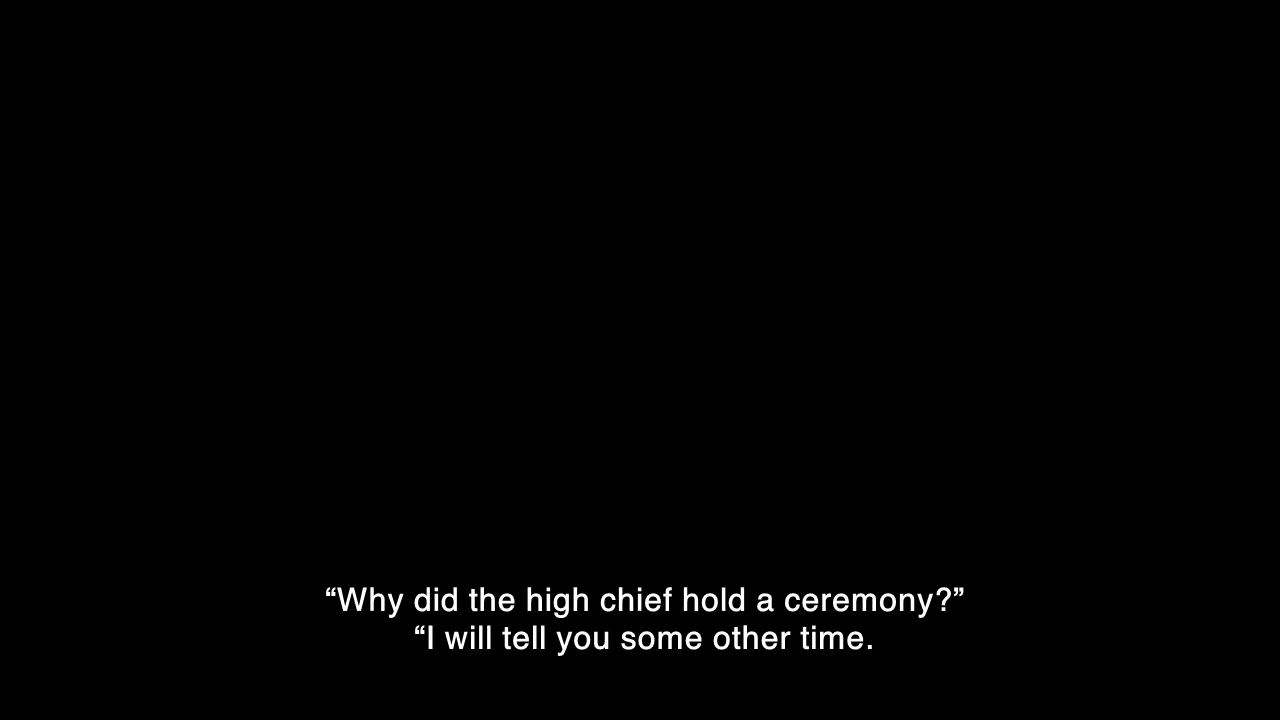 “Why did the high chief hold a ceremony?”
“I will tell you some other time.